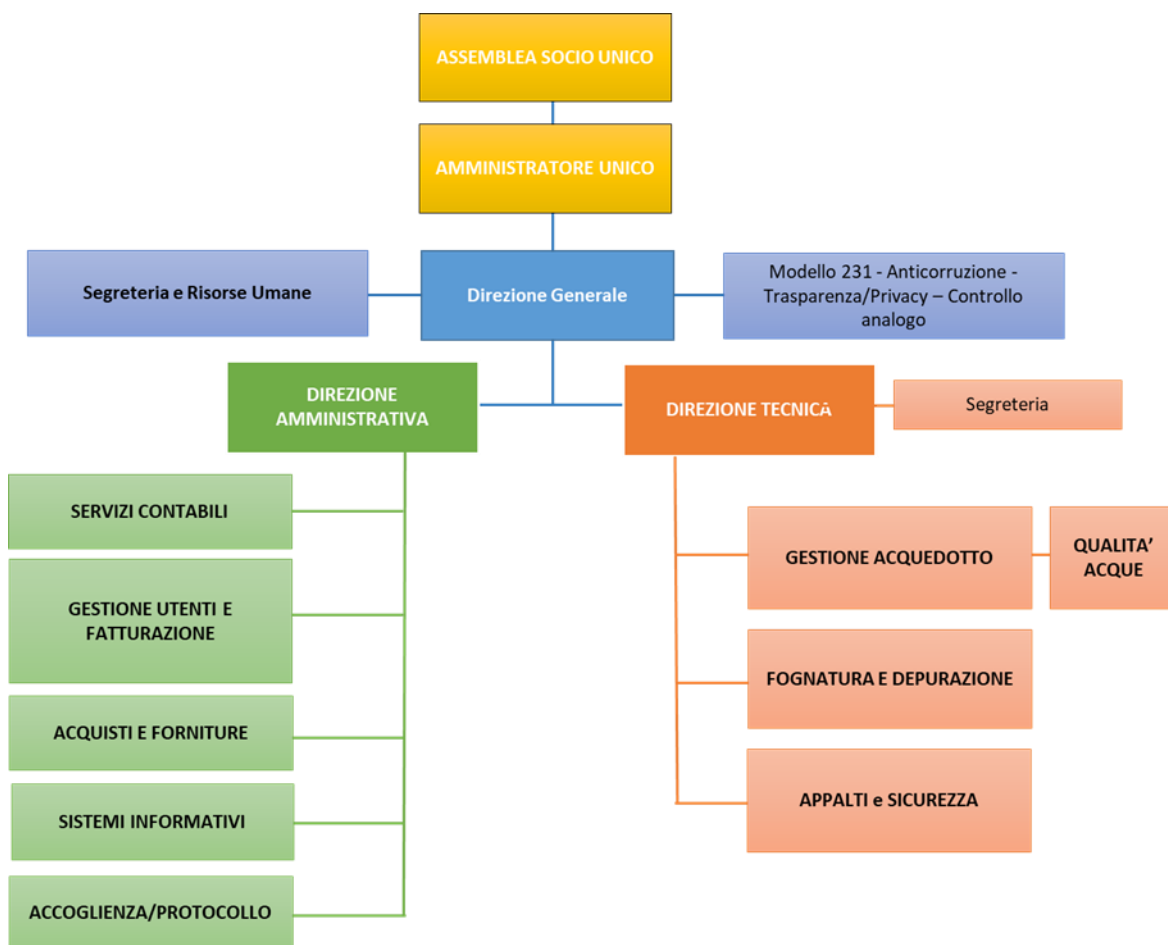 ASSEMBLEA SOCIO UNICO
AMMINISTRATORE UNICO
Segreteria e Risorse Umane
Direzione Generale
Modello 231 - Anticorruzione -
Trasparenza/Privacy – Controllo
analogo
DIREZIONE
AMMINISTRATIVA
DIREZIONE TECNICA
Segreteria
SERVIZI CONTABILI
GESTIONE UTENTI E
FATTURAZIONE
ACQUISTI E FORNITURE
SISTEMI INFORMATIVI
ACCOGLIENZA/PROTOCOLLO
GESTIONE ACQUEDOTTO
QUALITA’
ACQUE
FOGNATURA E DEPURAZIONE
APPALTI e SICUREZZA